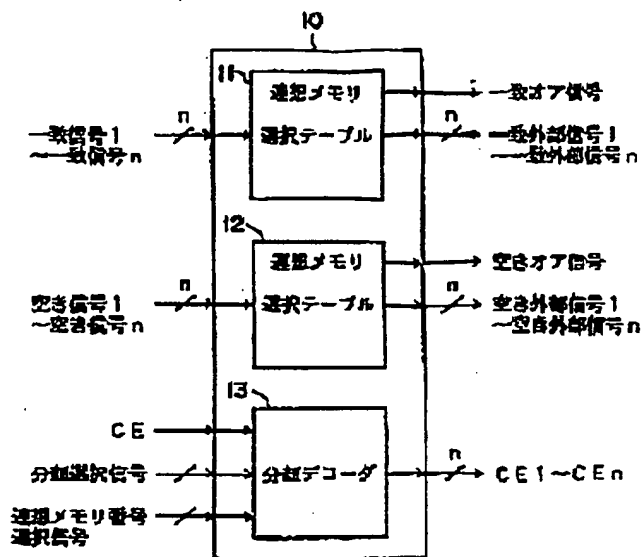 10
11
連想メモリ
選択テーブル
n
一致信号1
〜一致信号n
一致オア信号
n
一致外部信号1
〜一致外部信号n
12
連想メモリ
選択テーブル
n
空き信号1
〜空き信号n
空きオア信号
n
空き外部信号1
〜空き外部信号n
13
分割デコーダ
CE
分割選択信号
連想メモリ番号
選択信号
n
CE1〜CEn